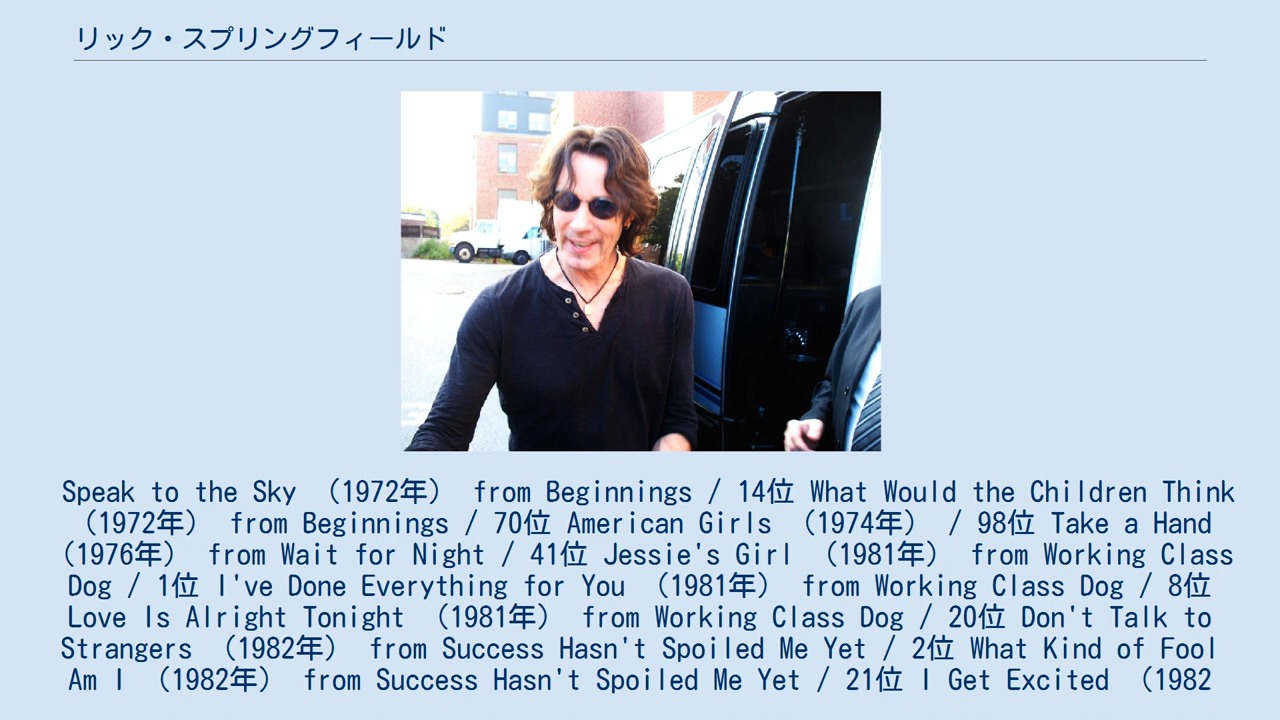 リック・スプリングフィールド
Speak to the Sky （1972年） from Beginnings / 14位 What Would the Children Think
（1972年） from Beginnings / 70位 American Girls （1974年） / 98位 Take a Hand
（1976年） from Wait for Night / 41位 Jessie's Girl （1981年） from Working Class
Dog / 1位 I've Done Everything for You （1981年） from Working Class Dog / 8位
Love Is Alright Tonight （1981年） from Working Class Dog / 20位 Don't Talk to
Strangers （1982年） from Success Hasn't Spoiled Me Yet / 2位 What Kind of Fool
Am I （1982年） from Success Hasn't Spoiled Me Yet / 21位 I Get Excited （1982